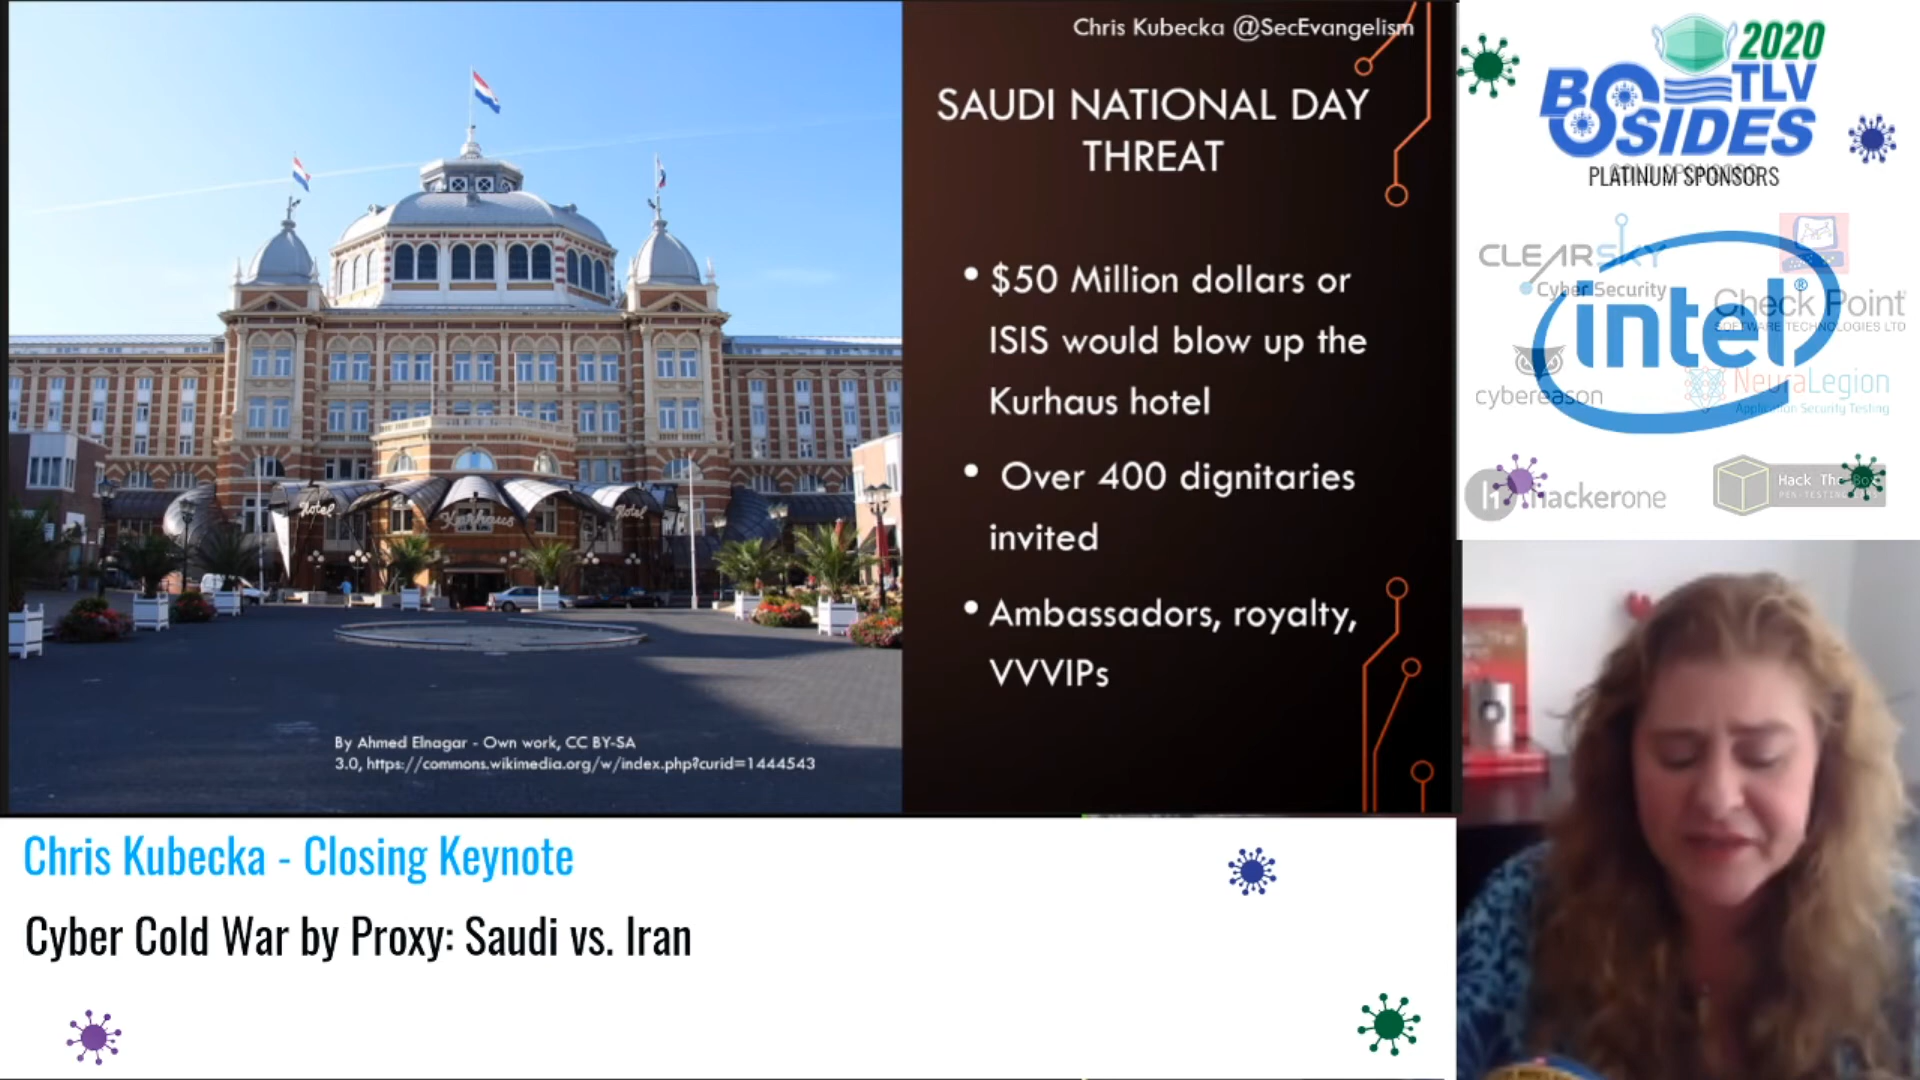 Chris Kubecka @SecEvangelism
SAUDI NATIONAL DAY
THREAT
• $50 Million dollars or
ISIS would blow up the
Kurhaus hotel
• Over 400 dignitaries
invited
• Ambassadors, royalty,
VVVIPs
Hotel
Kurhaus
Hotel
By Ahmed Elnagar - Own work, CC BY-SA
3.0, https://commons.wikimedia.org/w/index.php?curid=1444543
2020
BSIDES
TLV
PLATINUM SPONSORS
CLEARSKY
Cyber Security
intel®
Check Point
SOFTWARE TECHNOLOGIES LTD
cybereason
NeuraLegion
Application Security Testing
hackerone
Hack The Box
PEN-TESTING
Chris Kubecka - Closing Keynote
Cyber Cold War by Proxy: Saudi vs. Iran